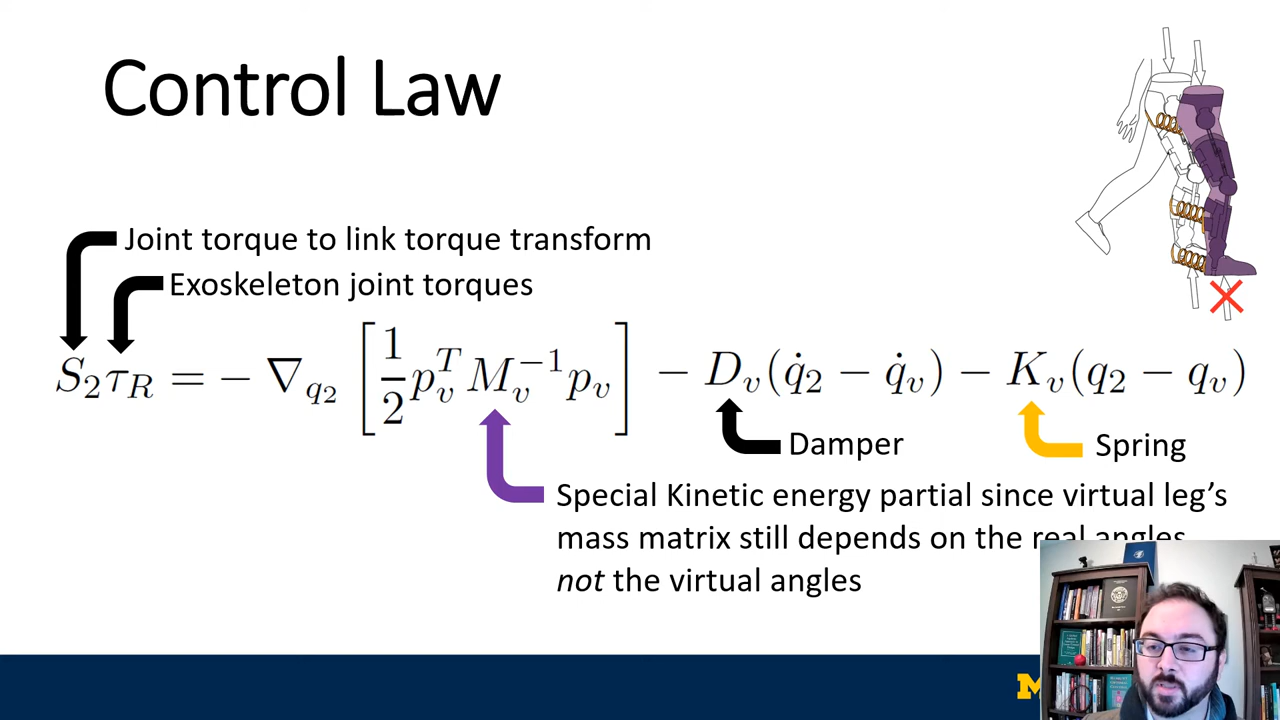 Control Law
Joint torque to link torque transform
Exoskeleton joint torques
S₂τ_R = − ∇_{q₂} [ 1/2 p_v^T M_v^{−1} p_v ] − D_v(q̇₂ − q̇_v) − K_v(q₂ − q_v)
Damper
Spring
Special Kinetic energy partial since virtual leg's
mass matrix still depends on the real angles
not the virtual angles
M